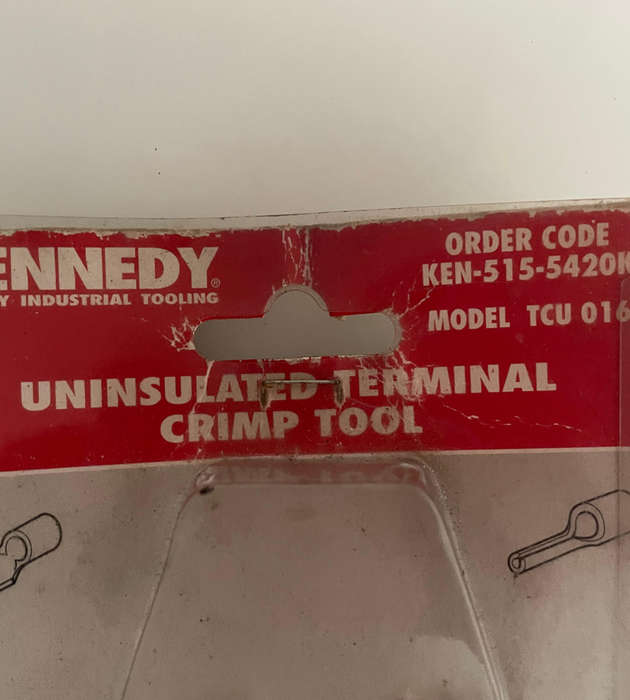 ENNEDY®
Y INDUSTRIAL TOOLING
ORDER CODE
KEN-515-5420K
MODEL TCU 016
UNINSULATED TERMINAL
CRIMP TOOL